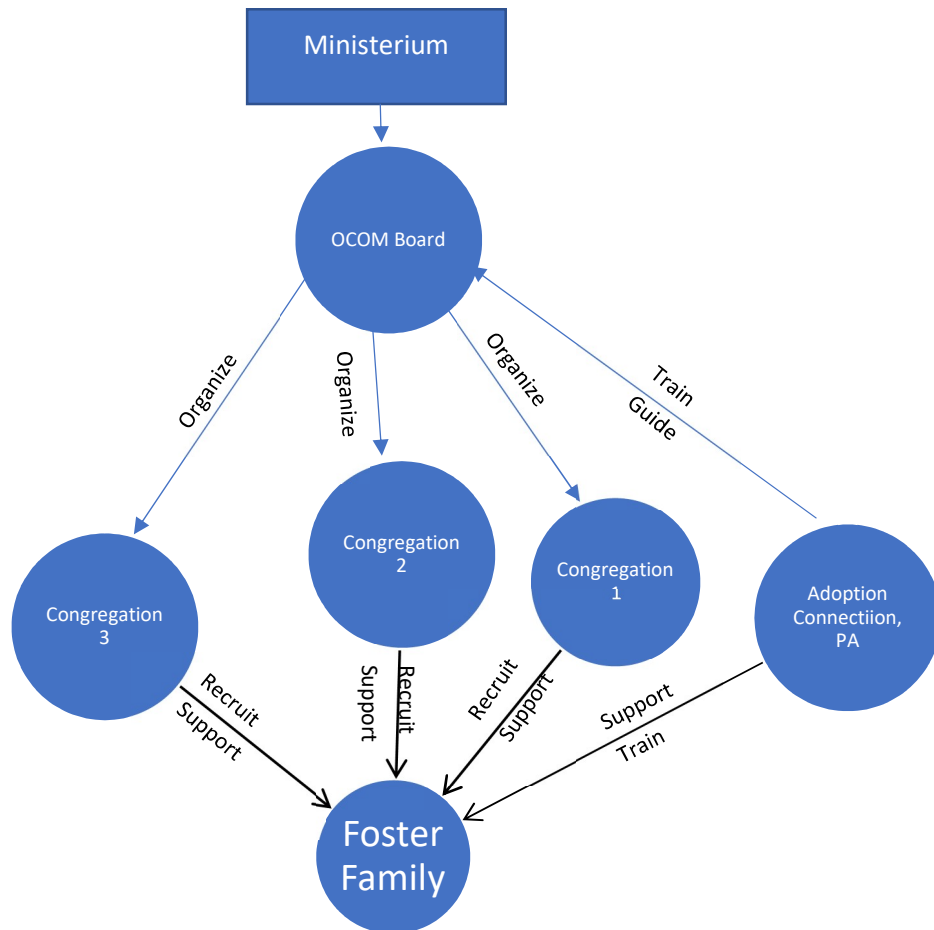 Ministerium
OCOM Board
Organize
Organize
Organize
Train
Guide
Congregation
3
Congregation
2
Congregation
1
Adoption
Connectiion,
PA
Recruit
Support
Recruit
Support
Recruit
Support
Support
Train
Foster
Family